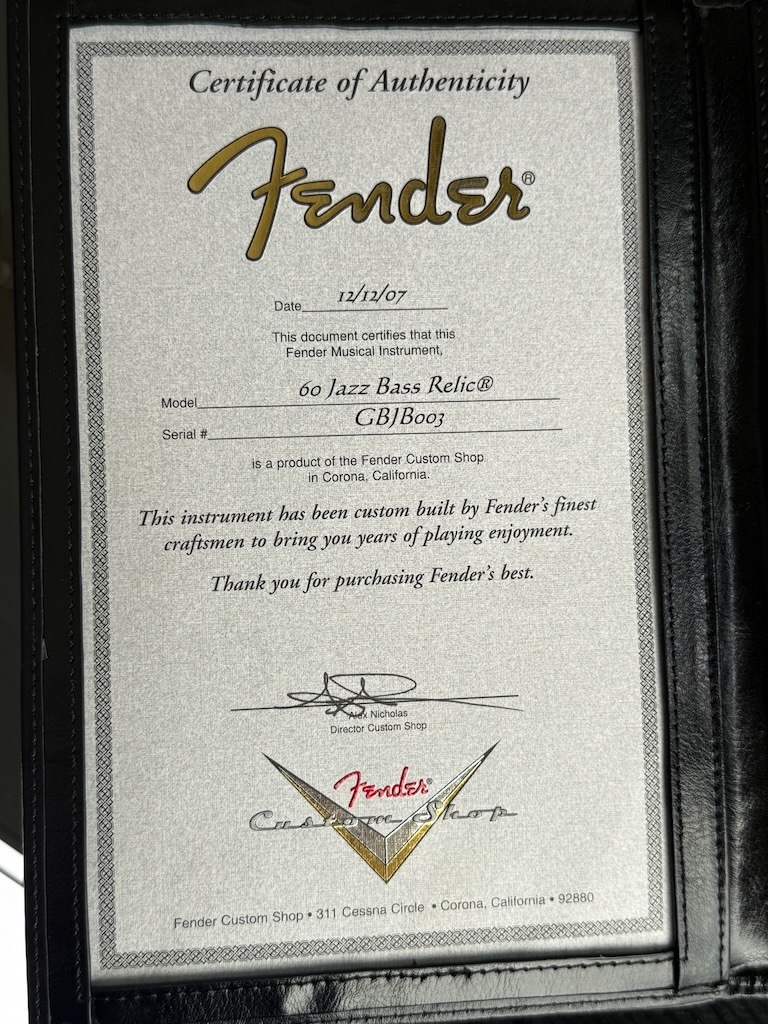 Certificate of Authenticity
Fender®
Date 12/12/07
This document certifies that this
Fender Musical Instrument,
Model 60 Jazz Bass Relic®
Serial # GBJB003
is a product of the Fender Custom Shop
in Corona, California.
This instrument has been custom built by Fender's finest
craftsmen to bring you years of playing enjoyment.
Thank you for purchasing Fender's best.
Alex Nicholas
Director Custom Shop
Fender®
Custom Shop
Fender Custom Shop • 311 Cessna Circle • Corona, California • 92880